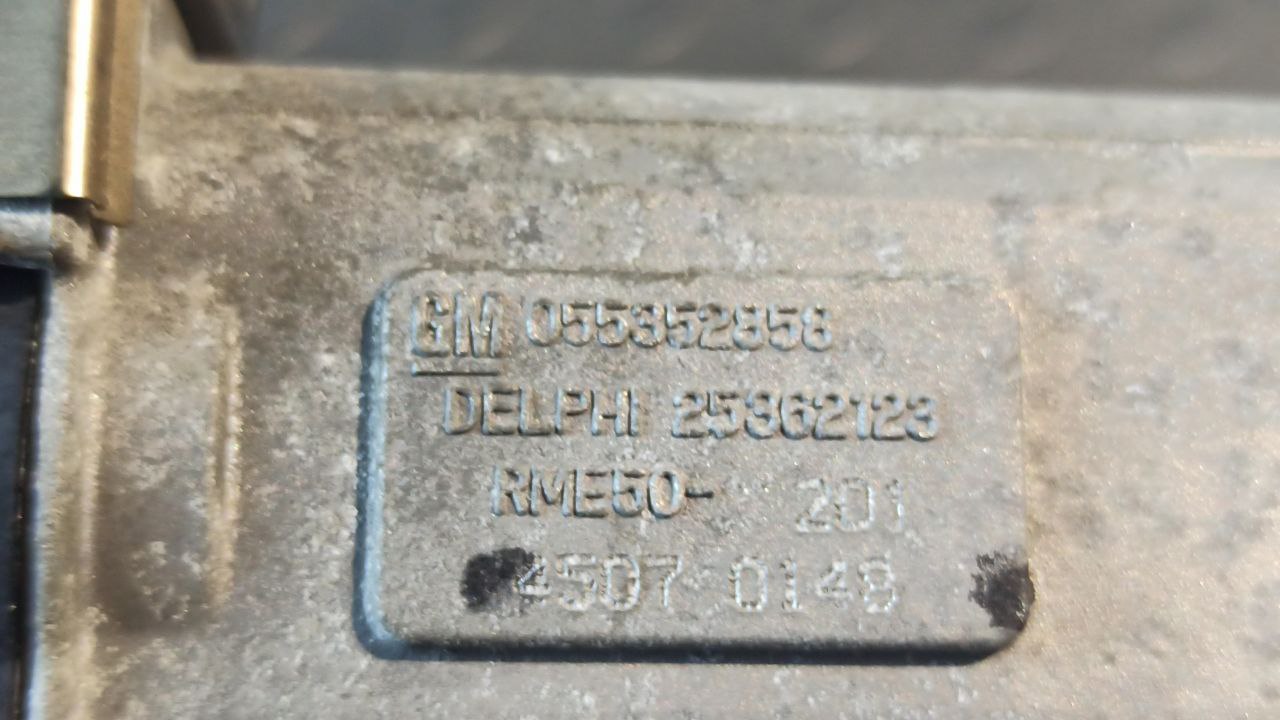 GM 055352858
DELPHI 25362123
RME50- 201
4507 0148